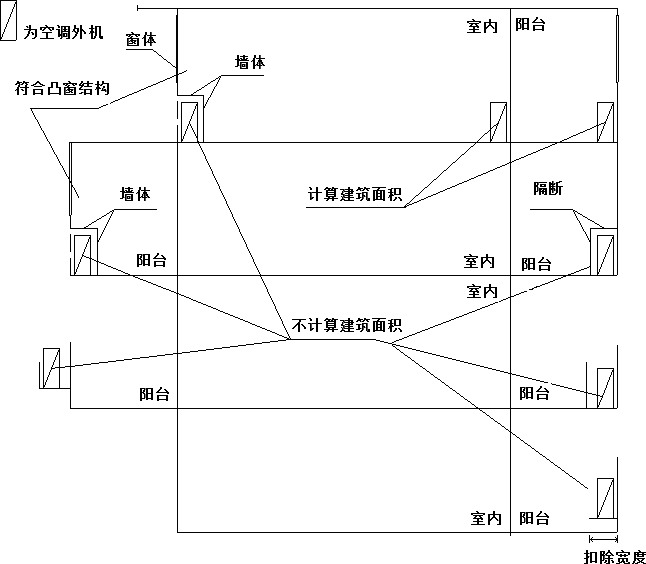 为空调外机
窗体
室内
阳台
墙体
符合凸窗结构
计算建筑面积
墙体
隔断
阳台
室内
阳台
室内
不计算建筑面积
阳台
阳台
室内
阳台
扣除宽度